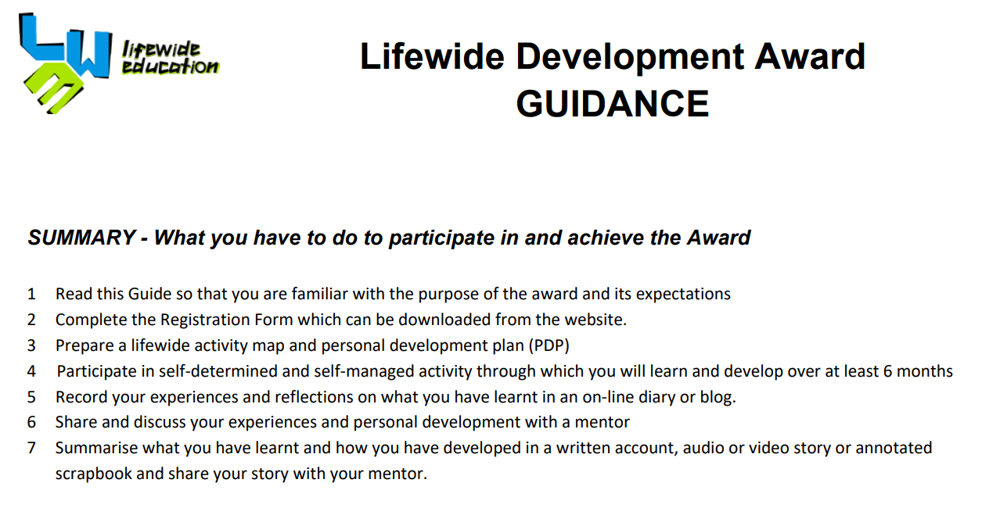 lifewide
education
Lifewide Development Award
GUIDANCE
SUMMARY - What you have to do to participate in and achieve the Award
1 Read this Guide so that you are familiar with the purpose of the award and its expectations
2 Complete the Registration Form which can be downloaded from the website.
3 Prepare a lifewide activity map and personal development plan (PDP)
4 Participate in self-determined and self-managed activity through which you will learn and develop over at least 6 months
5 Record your experiences and reflections on what you have learnt in an on-line diary or blog.
6 Share and discuss your experiences and personal development with a mentor
7 Summarise what you have learnt and how you have developed in a written account, audio or video story or annotated
scrapbook and share your story with your mentor.